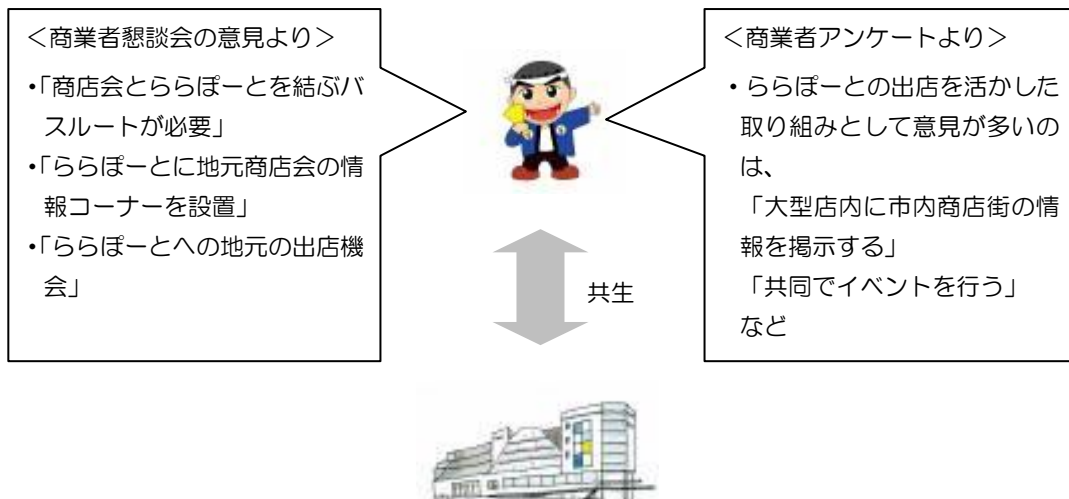 ＜商業者懇談会の意見より＞
・「商店会とららぽーとを結ぶバ
スルートが必要」
・「ららぽーとに地元商店会の情
報コーナーを設置」
・「ららぽーとへの地元の出店機
会」
＜商業者アンケートより＞
・ららぽーとの出店を活かした
取り組みとして意見が多いの
は、
「大型店内に市内商店街の情
報を掲示する」
「共同でイベントを行う」
など
共生